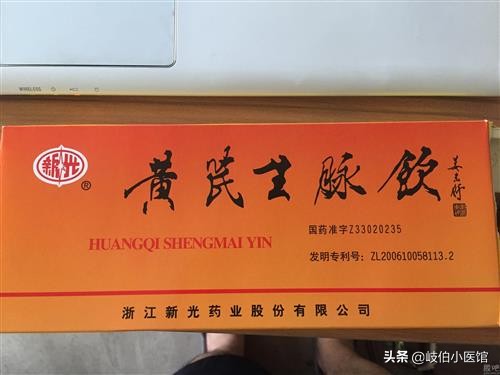 WIRELESS
新光
®
黄芪生脉饮
HUANGQI SHENGMAI YIN
国药准字Z33020235
发明专利号：ZL200610058113.2
浙江新光药业股份有限公司
头条 @岐伯小医馆